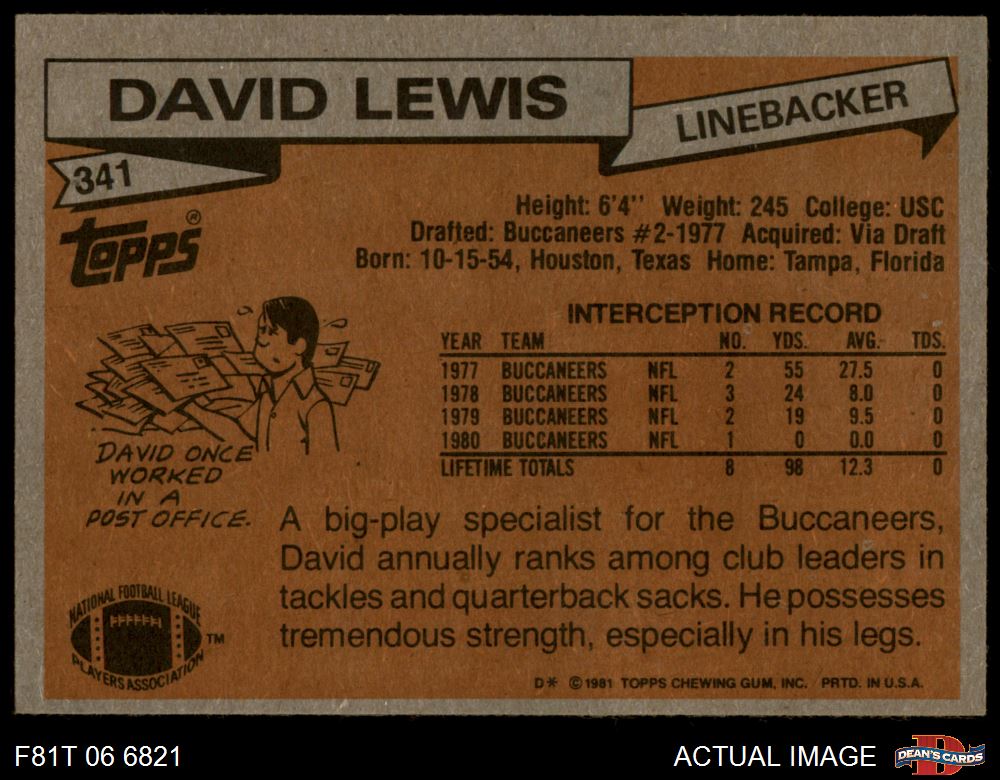 DAVID LEWIS
LINEBACKER
341
TOPPS®
Height: 6'4'' Weight: 245 College: USC
Drafted: Buccaneers #2-1977 Acquired: Via Draft
Born: 10-15-54, Houston, Texas Home: Tampa, Florida
INTERCEPTION RECORD
YEAR TEAM NO. YDS. AVG. TDS.
1977 BUCCANEERS NFL 2 55 27.5 0
1978 BUCCANEERS NFL 3 24 8.0 0
1979 BUCCANEERS NFL 2 19 9.5 0
1980 BUCCANEERS NFL 1 0 0.0 0
LIFETIME TOTALS 8 98 12.3 0
DAVID ONCE
WORKED
IN A
POST OFFICE.
A big-play specialist for the Buccaneers,
David annually ranks among club leaders in
tackles and quarterback sacks. He possesses
tremendous strength, especially in his legs.
NATIONAL FOOTBALL LEAGUE
PLAYERS ASSOCIATION
TM
D* © 1981 TOPPS CHEWING GUM, INC. PRTD. IN U.S.A.
F81T 06 6821
ACTUAL IMAGE
D
DEAN'S CARDS